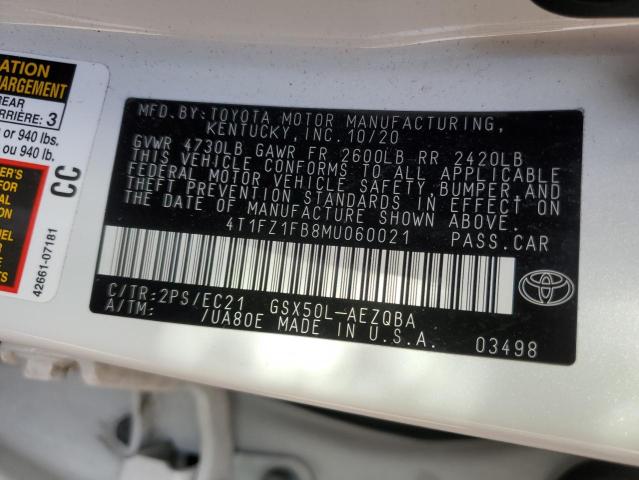 ATION
HARGEMENT
REAR
ARRIÈRE: 3
or 940 lbs.
ou 940 lb.
CC
42661-07181
MFD.BY:TOYOTA MOTOR MANUFACTURING,
KENTUCKY, INC. 10/20
GVWR 4730LB GAWR FR 2600LB RR 2420LB
THIS VEHICLE CONFORMS TO ALL APPLICABLE
FEDERAL MOTOR VEHICLE SAFETY, BUMPER, AND
THEFT PREVENTION STANDARDS IN EFFECT ON
THE DATE OF MANUFACTURE SHOWN ABOVE.
4T1FZ1FB8MU060021 PASS.CAR
C/TR:2PS/EC21 GSX50L-AEZQBA
A/TM: /UA80E MADE IN U.S.A.
03498
TOYOTA